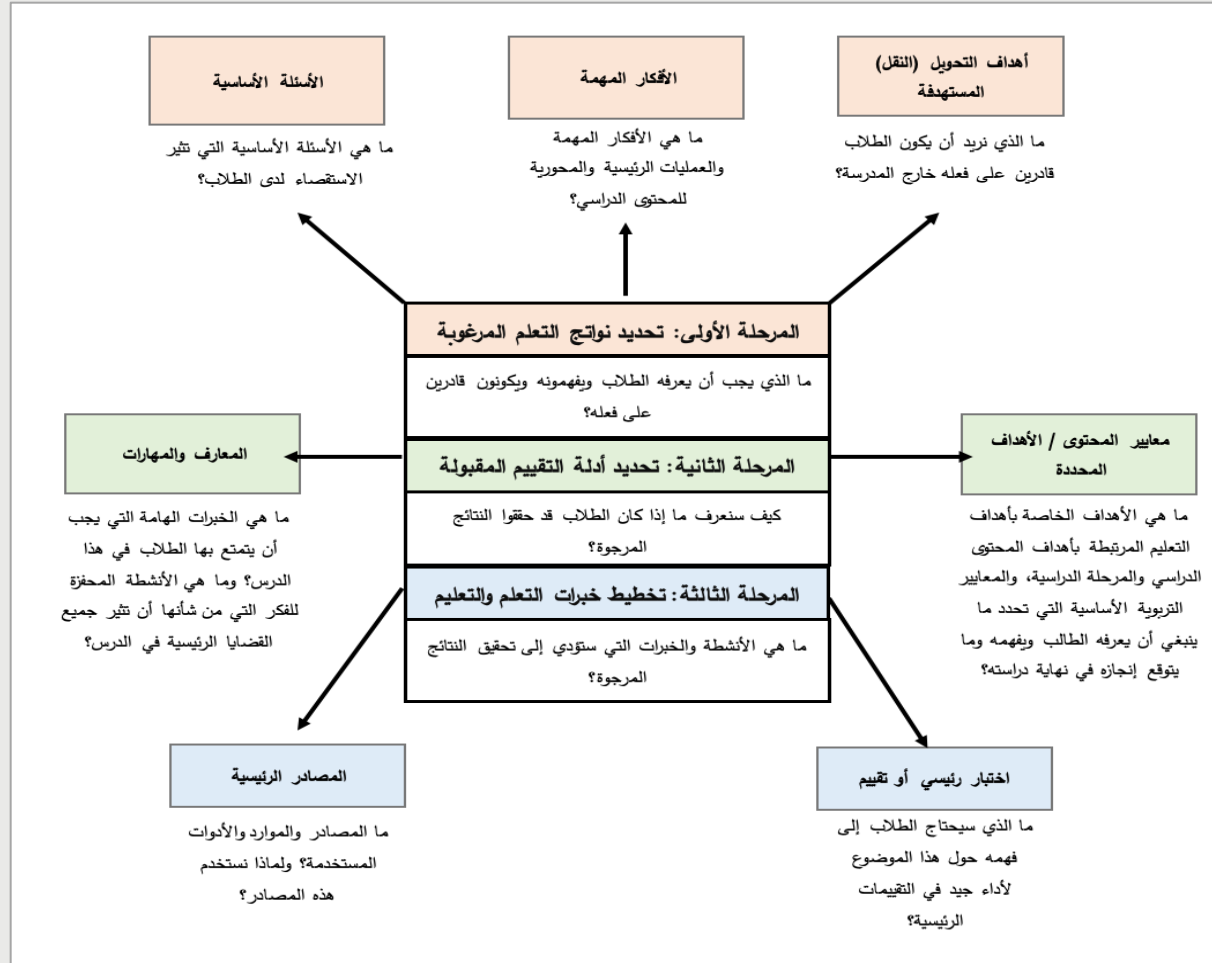 أهداف التحويل (النقل)
المستهدفة
ما الذي نريد أن يكون الطلاب
قادرين على فعله خارج المدرسة؟
الأفكار المهمة
ما هي الأفكار المهمة
والعمليات الرئيسية والمحورية
للمحتوى الدراسي؟
الأسئلة الأساسية
ما هي الأسئلة الأساسية التي تثير
الاستقصاء لدى الطلاب؟
المرحلة الأولى: تحديد نواتج التعلم المرغوبة
ما الذي يجب أن يعرفه الطلاب ويفهمونه ويكونون قادرين
على فعله؟
المرحلة الثانية: تحديد أدلة التقييم المقبولة
كيف سنعرف ما إذا كان الطلاب قد حققوا النتائج
المرجوة؟
المرحلة الثالثة: تخطيط خبرات التعلم والتعليم
ما هي الأنشطة والخبرات التي ستؤدي إلى تحقيق النتائج
المرجوة؟
معايير المحتوى / الأهداف
المحددة
ما هي الأهداف الخاصة بأهداف
التعليم المرتبطة بأهداف المحتوى
الدراسي والمرحلة الدراسية، والمعايير
التربوية الأساسية التي تحدد ما
ينبغي أن يعرفه الطالب ويفهمه وما
يتوقع إنجازه في نهاية دراسته؟
المعارف والمهارات
ما هي الخبرات الهامة التي يجب
أن يتمتع بها الطلاب في هذا
الدرس؟ وما هي الأنشطة المحفزة
للفكر التي من شأنها أن تثير جميع
القضايا الرئيسية في الدرس؟
اختبار رئيسي أو تقييم
ما الذي سيحتاج الطلاب إلى
فهمه حول هذا الموضوع
لأداء جيد في التقييمات
الرئيسية؟
المصادر الرئيسية
ما المصادر والموارد والأدوات
المستخدمة؟ ولماذا نستخدم
هذه المصادر؟